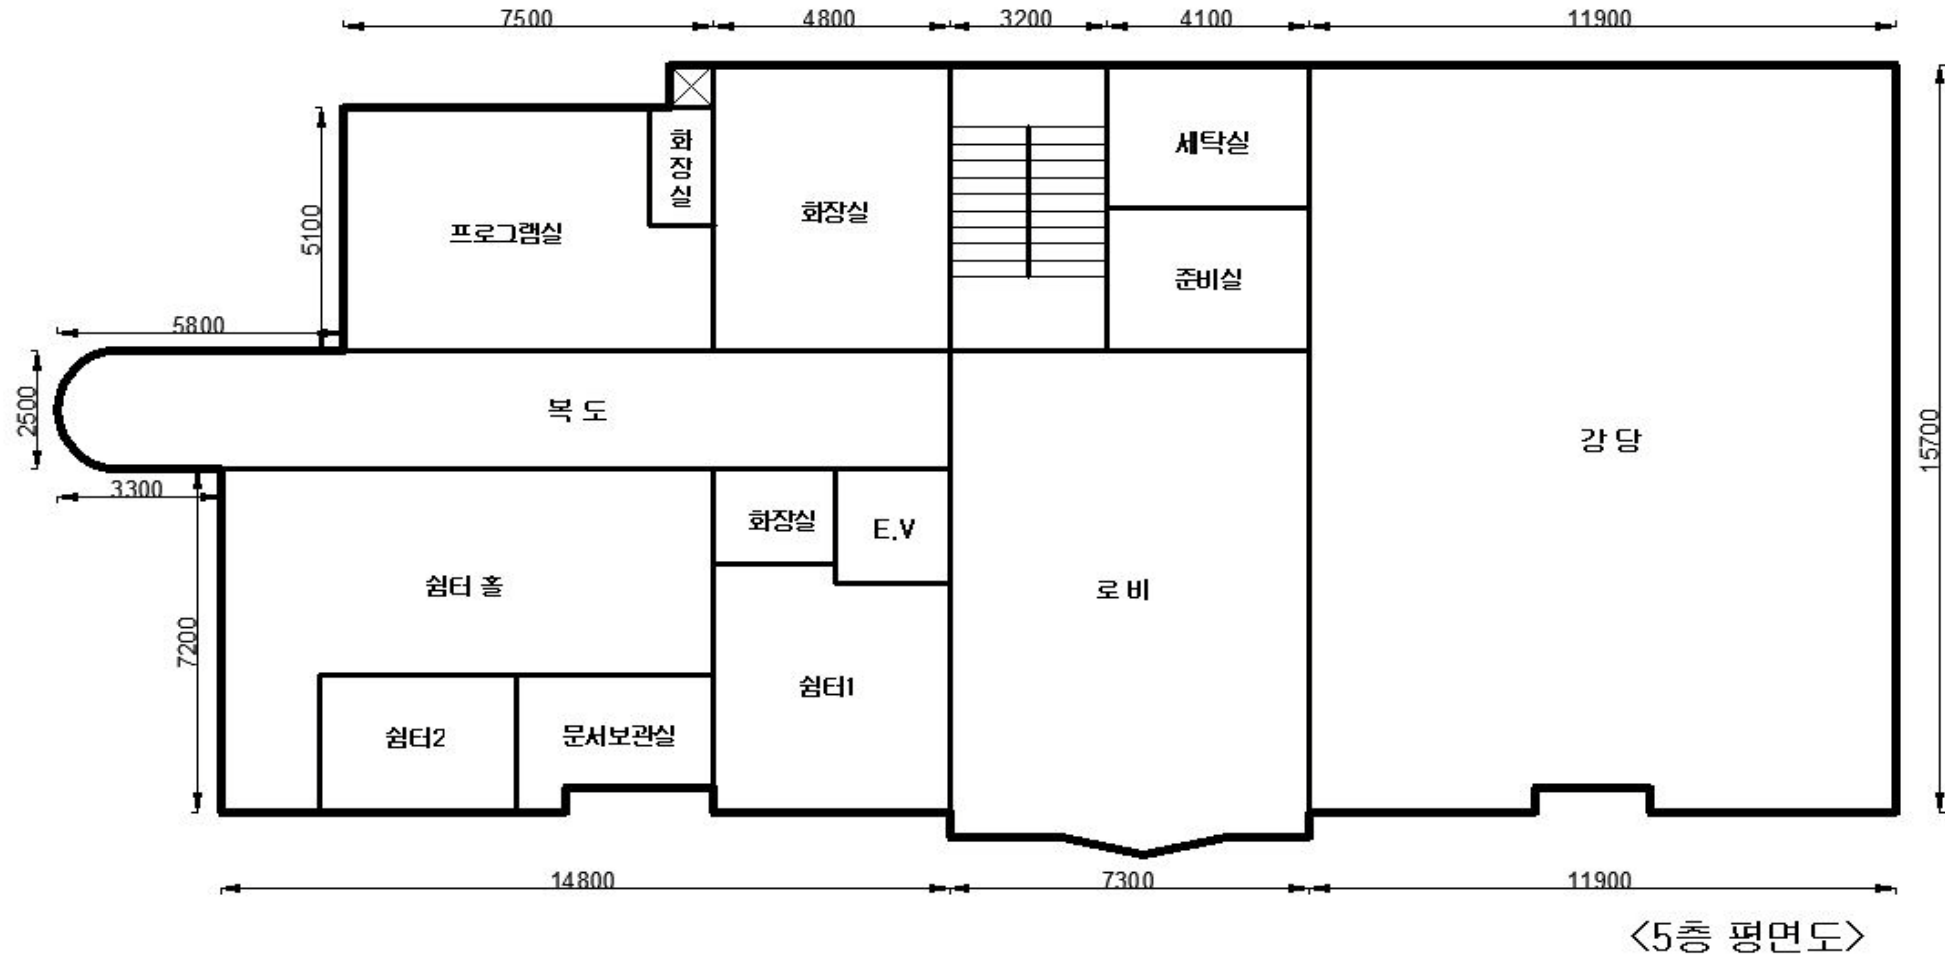 7500 4800 3200 4100 11900
화장실
세탁실
프로그램실
화장실
준비실
5100
5800
2500
복 도
강 당
15700
3300
화장실
E.V
쉼터 홀
로 비
7200
쉼터1
쉼터2
문서보관실
14800 7300 11900
<5층 평면도>